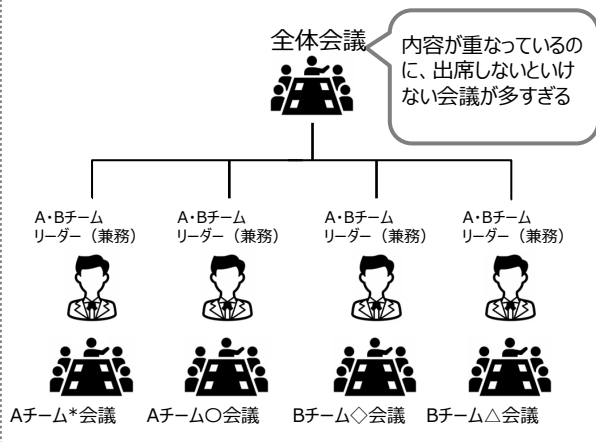 全体会議
内容が重なっているの
に、出席しないといけ
ない会議が多すぎる
A・Bチーム
リーダー（兼務）
A・Bチーム
リーダー（兼務）
A・Bチーム
リーダー（兼務）
A・Bチーム
リーダー（兼務）
Aチーム*会議
Aチーム〇会議
Bチーム◇会議
Bチーム△会議